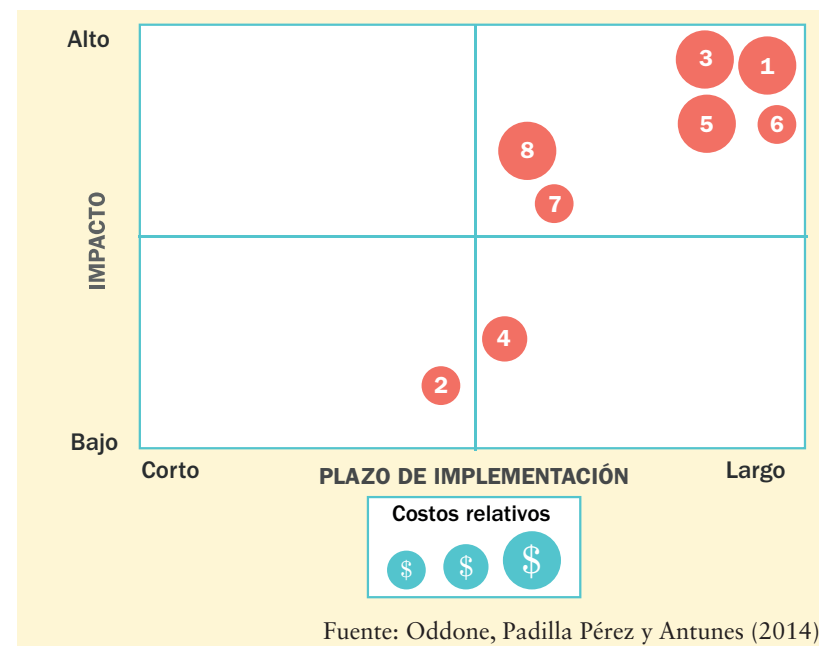 Alto
3
1
5
6
8
7
IMPACTO
4
2
Bajo
Corto
PLAZO DE IMPLEMENTACIÓN
Largo
Costos relativos
$ $ $
Fuente: Oddone, Padilla Pérez y Antunes (2014)